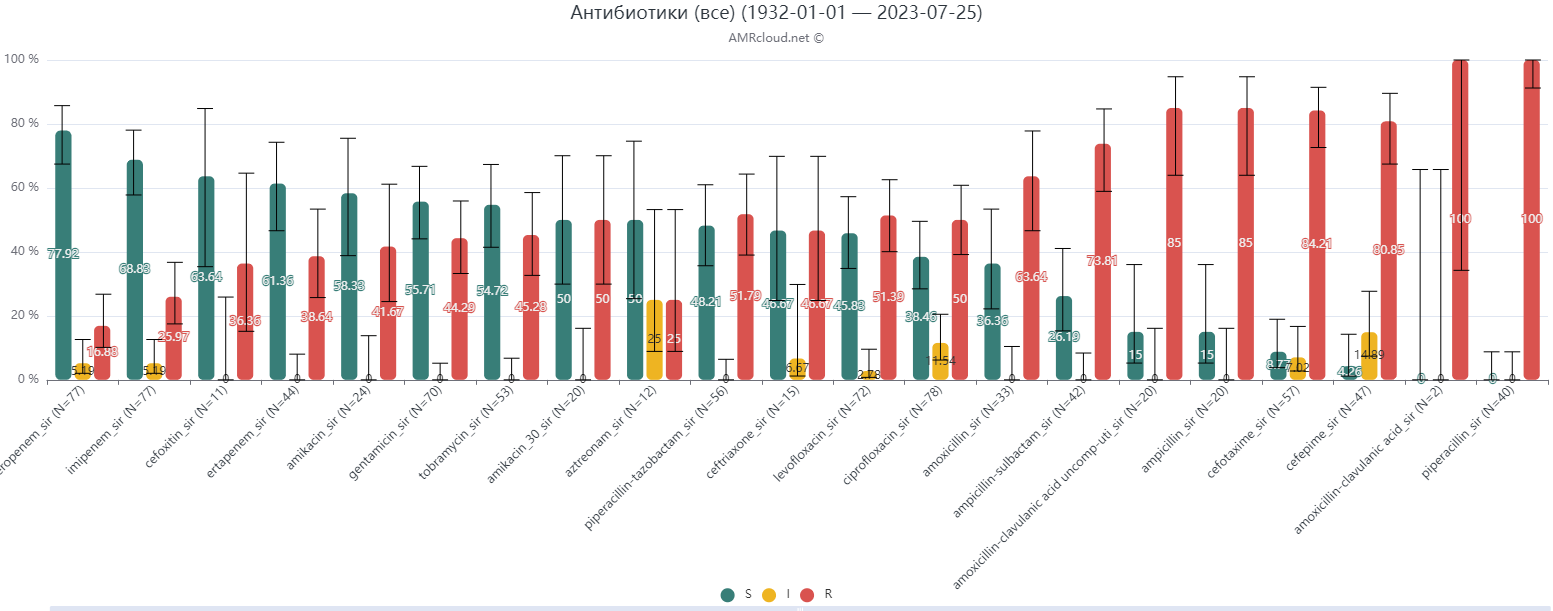 Антибиотики (все) (1932-01-01 — 2023-07-25)
AMRcloud.net ©
100 %
80 %
60 %
40 %
20 %
0 %
77.92
5.19
16.88
68.83
5.19
25.97
63.64
0
36.36
61.36
0
38.64
58.33
0
41.67
55.71
0
44.29
54.72
0
45.28
50
0
50
50
25
25
48.21
0
51.79
46.67
6.67
46.67
45.83
2.78
51.39
38.46
11.54
50
36.36
0
63.64
26.19
0
73.81
15
0
85
15
0
85
8.77
7.02
84.21
4.26
14.89
80.85
0
0
100
0
0
100
eropenem_sir (N=77)
imipenem_sir (N=77)
cefoxitin_sir (N=11)
ertapenem_sir (N=44)
amikacin_sir (N=24)
gentamicin_sir (N=70)
tobramycin_sir (N=53)
amikacin_30_sir (N=20)
aztreonam_sir (N=12)
piperacillin-tazobactam_sir (N=56)
ceftriaxone_sir (N=15)
levofloxacin_sir (N=72)
ciprofloxacin_sir (N=78)
amoxicillin_sir (N=33)
ampicillin-sulbactam_sir (N=42)
amoxicillin-clavulanic acid uncomp-uti_sir (N=20)
ampicillin_sir (N=20)
cefotaxime_sir (N=57)
cefepime_sir (N=47)
amoxicillin-clavulanic acid_sir (N=2)
piperacillin_sir (N=40)
S I R